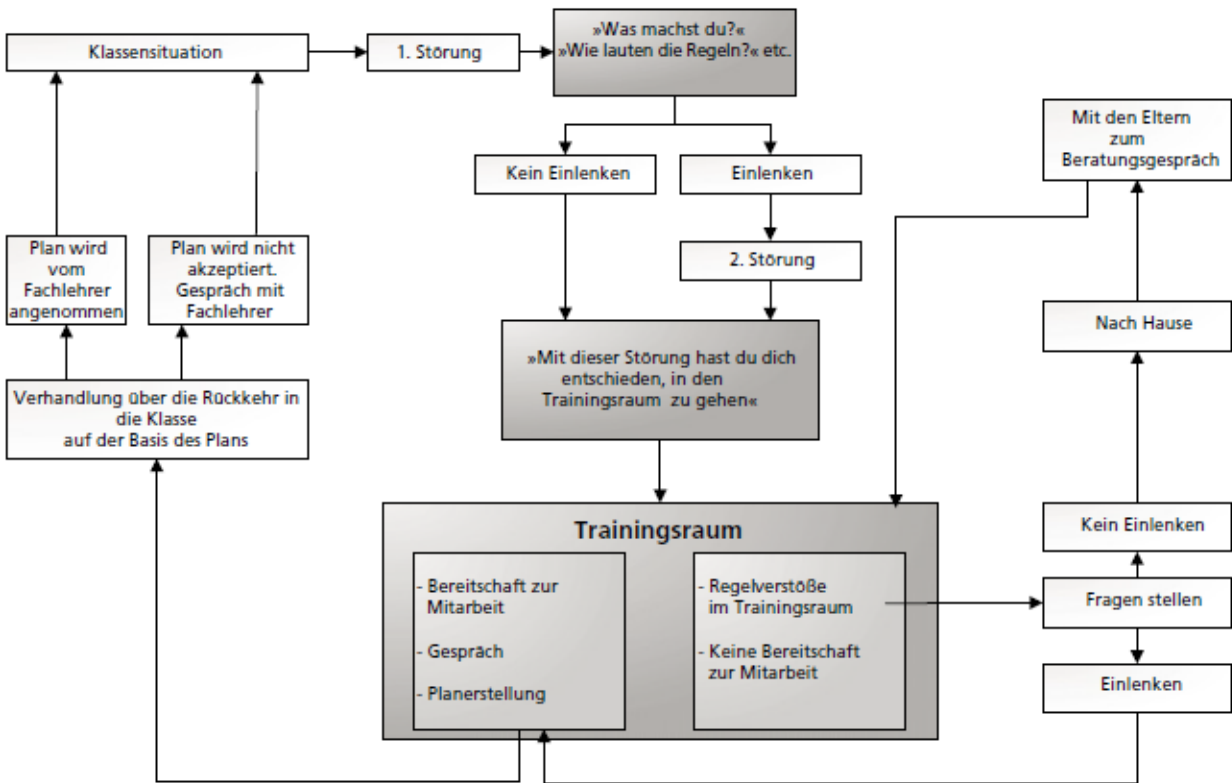 Klassensituation
1. Störung
»Was machst du?«
»Wie lauten die Regeln?« etc.
Kein Einlenken
Einlenken
2. Störung
»Mit dieser Störung hast du dich
entschieden, in den
Trainingsraum zu gehen«
Trainingsraum
- Bereitschaft zur
Mitarbeit
- Gespräch
- Planerstellung
- Regelverstöße
im Trainingsraum
- Keine Bereitschaft
zur Mitarbeit
Fragen stellen
Kein Einlenken
Nach Hause
Mit den Eltern
zum
Beratungsgespräch
Einlenken
Verhandlung über die Rückkehr in
die Klasse
auf der Basis des Plans
Plan wird
vom
Fachlehrer
angenommen
Plan wird nicht
akzeptiert.
Gespräch mit
Fachlehrer